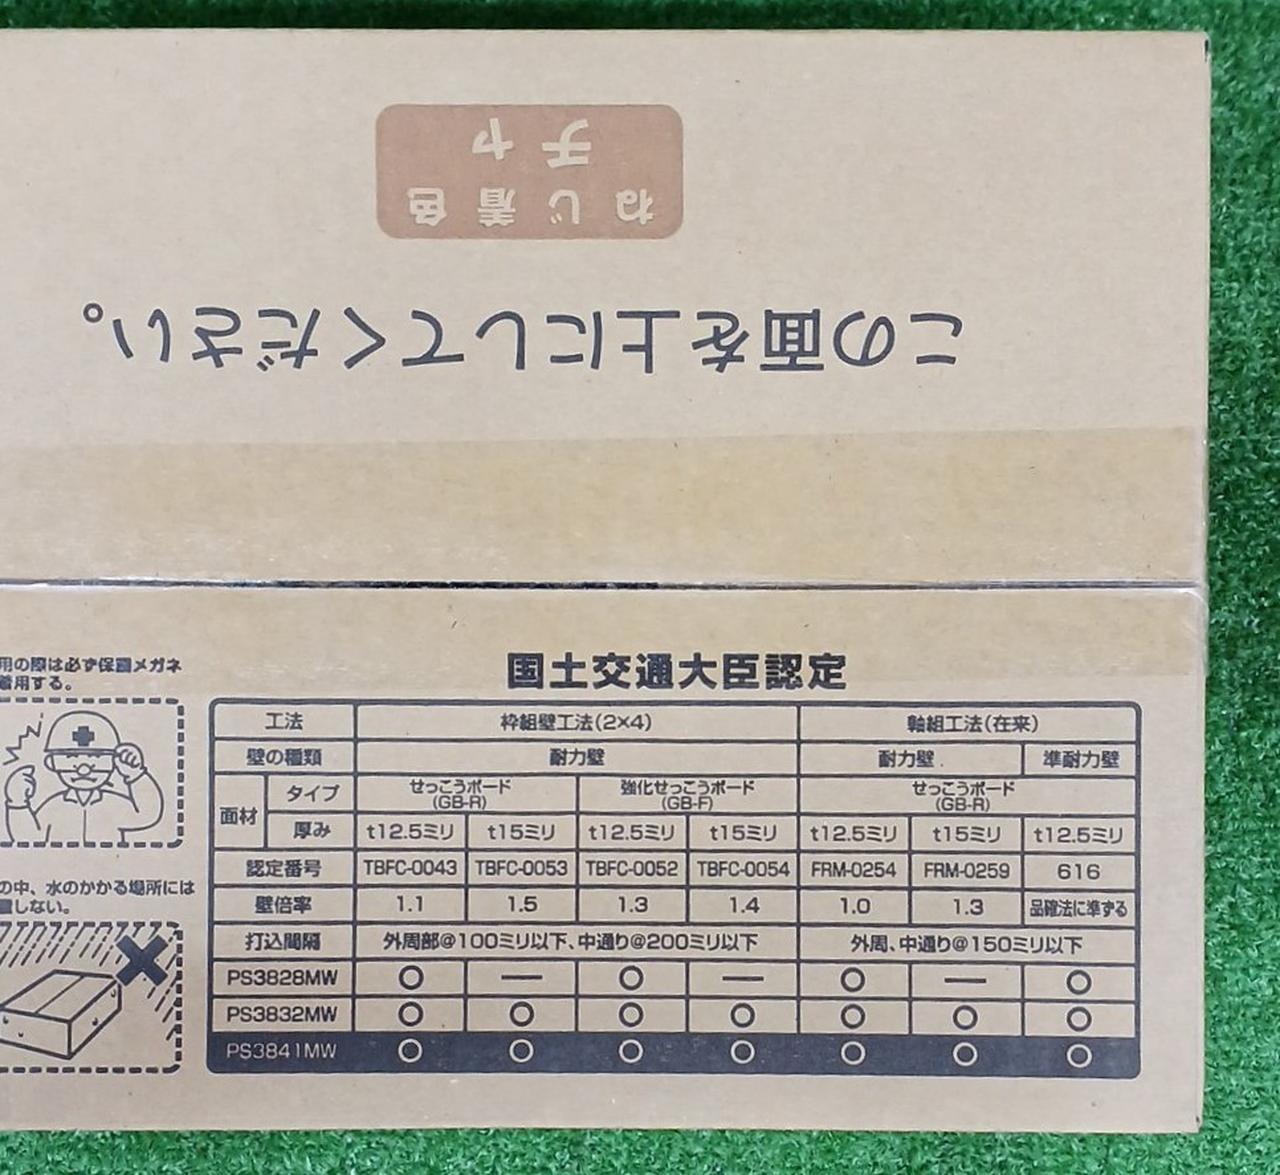 ねじ着色
チャ
この面を上にしてください。
用の際は必ず保護メガネ
着用する。
の中、水のかかる場所には
置しない。
国土交通大臣認定
工法 枠組壁工法(2×4) 軸組工法(在来)
壁の種類 耐力壁 耐力壁 準耐力壁
面材 タイプ せっこうボード(GB-R) 強化せっこうボード(GB-F) せっこうボード(GB-R)
厚み t12.5ミリ t15ミリ t12.5ミリ t15ミリ t12.5ミリ t15ミリ t12.5ミリ
認定番号 TBFC-0043 TBFC-0053 TBFC-0052 TBFC-0054 FRM-0254 FRM-0259 616
壁倍率 1.1 1.5 1.3 1.4 1.0 1.3 品確法に準ずる
打込間隔 外周部@100ミリ以下、中通り@200ミリ以下 外周、中通り@150ミリ以下
PS3828MW ○ — ○ — ○ — ○
PS3832MW ○ ○ ○ ○ ○ ○ ○
PS3841MW ○ ○ ○ ○ ○ ○ ○